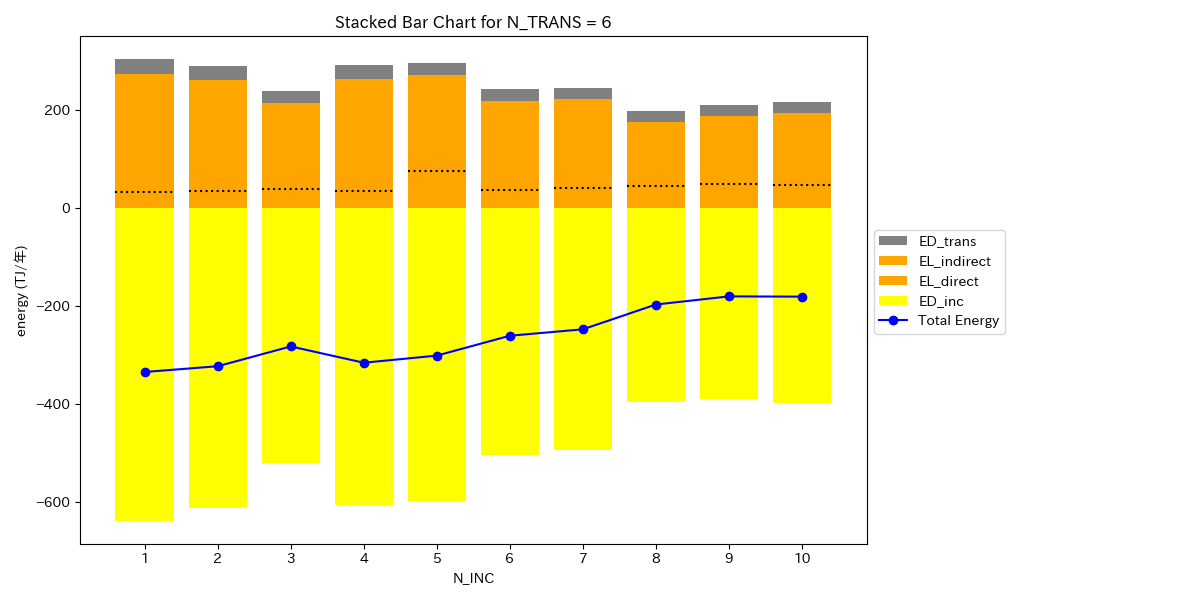 Stacked Bar Chart for N_TRANS = 6
energy (TJ/年)
200
0
−200
−400
−600
1 2 3 4 5 6 7 8 9 10
N_INC
ED_trans
EL_indirect
EL_direct
ED_inc
Total Energy